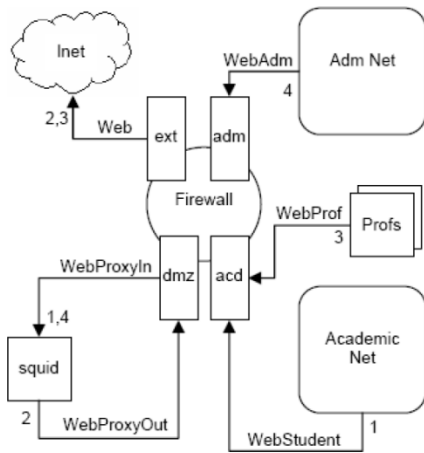 Inet
WebAdm
Adm Net
4
2,3
Web
ext
adm
Firewall
WebProf
3
Profs
WebProxyIn
dmz
acd
1,4
squid
Academic
Net
2
WebProxyOut
WebStudent
1